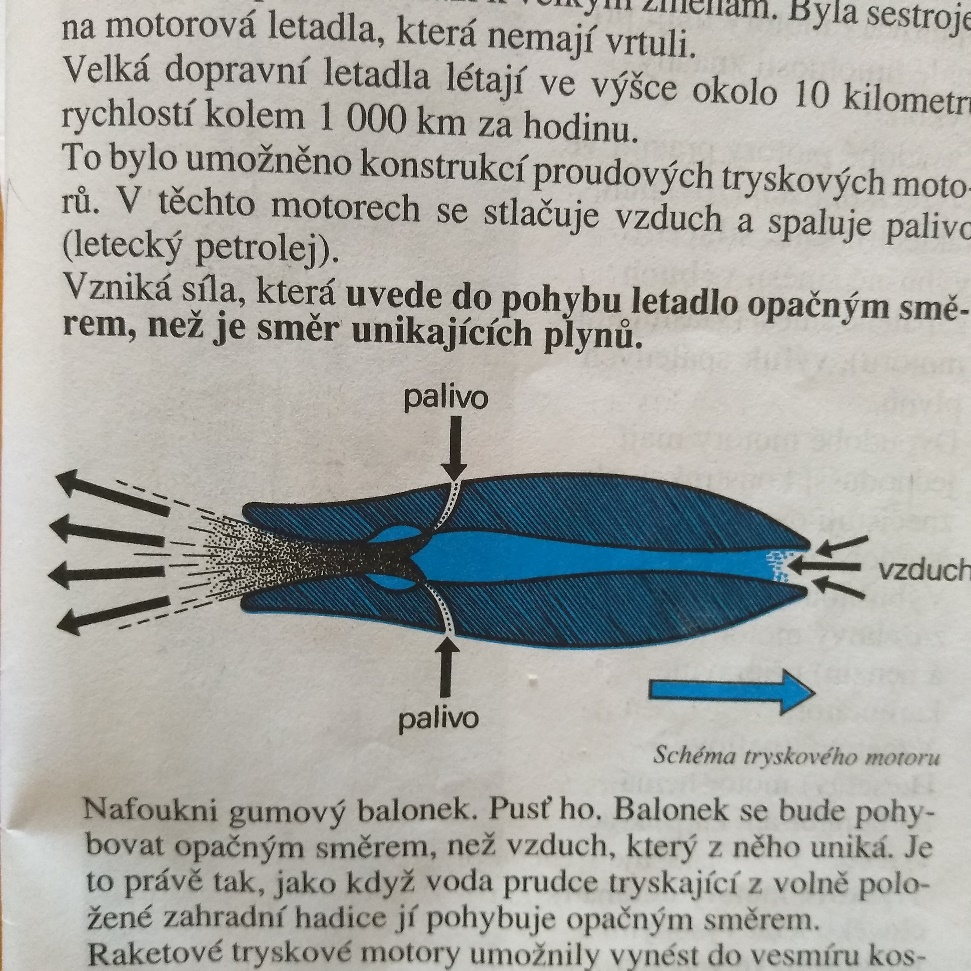 velkým změnám. Byla sestroje
na motorová letadla, která nemají vrtuli.
Velká dopravní letadla létají ve výšce okolo 10 kilometrů
rychlostí kolem 1 000 km za hodinu.
To bylo umožněno konstrukcí proudových tryskových moto-
rů. V těchto motorech se stlačuje vzduch a spaluje palivo
(letecký petrolej).
Vzniká síla, která uvede do pohybu letadlo opačným smě-
rem, než je směr unikajících plynů.
palivo
vzduch
palivo
Schéma tryskového motoru
Nafoukni gumový balonek. Pusť ho. Balonek se bude pohy-
bovat opačným směrem, než vzduch, který z něho uniká. Je
to právě tak, jako když voda prudce tryskající z volně polo-
žené zahradní hadice jí pohybuje opačným směrem.
Raketové tryskové motory umožnily vynést do vesmíru kos-